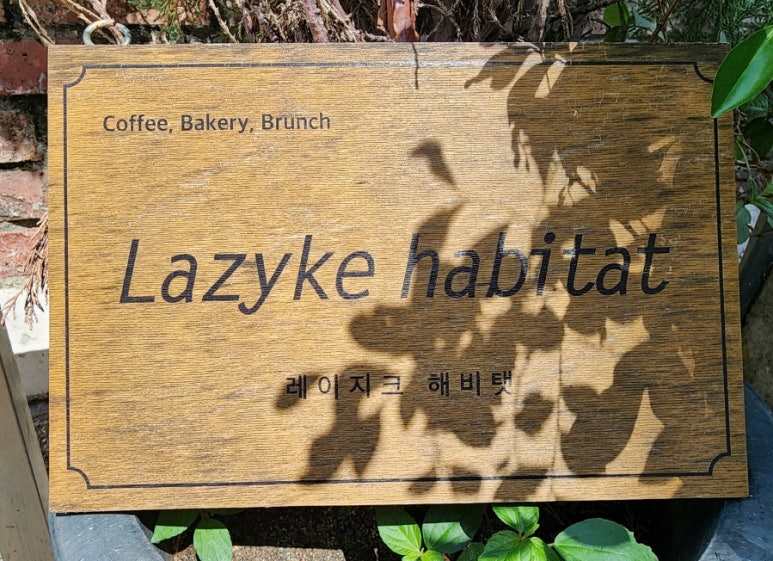 Coffee, Bakery, Brunch
Lazyke habitat
레이지크 해비탯